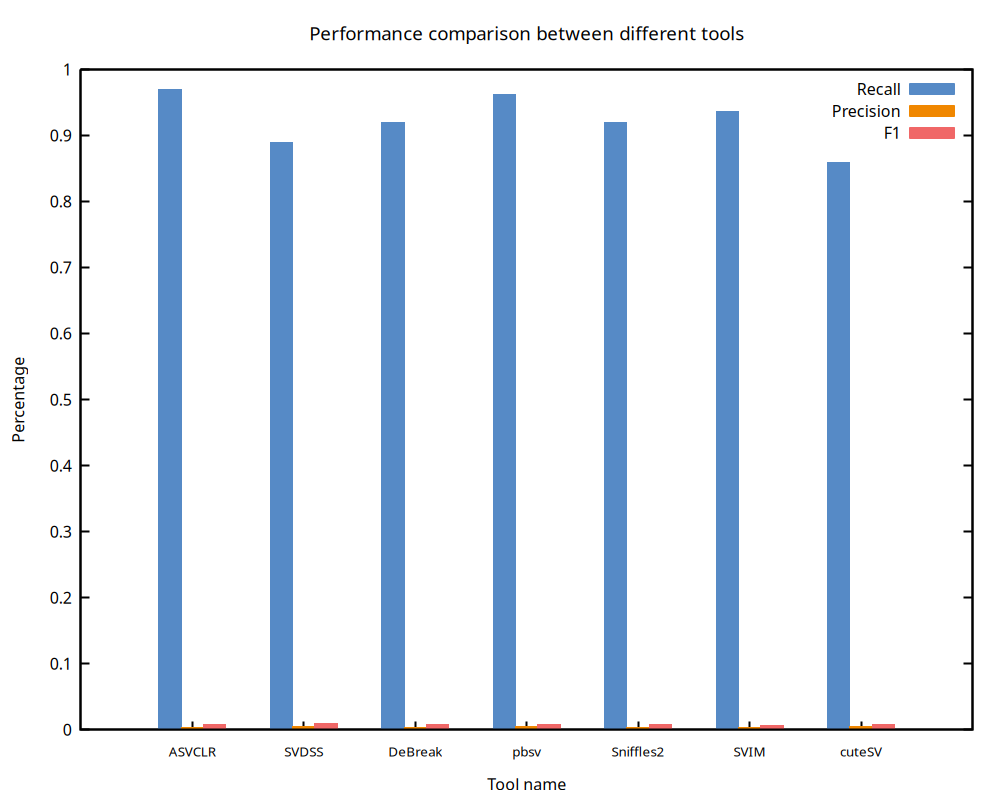 Performance comparison between different tools
Recall
Precision
F1
Percentage
1
0.9
0.8
0.7
0.6
0.5
0.4
0.3
0.2
0.1
0
ASVCLR SVDSS DeBreak pbsv Sniffles2 SVIM cuteSV
Tool name